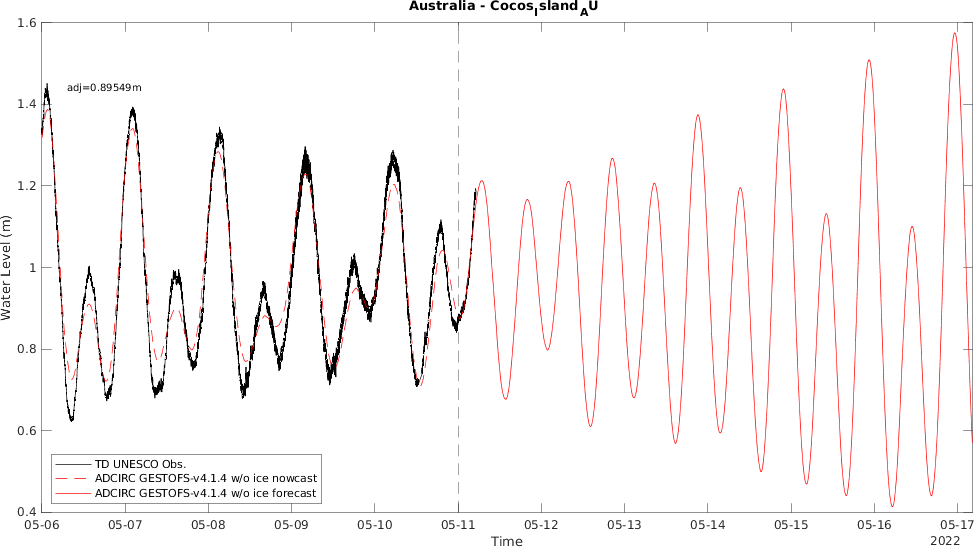 Australia - Cocos_Island_AU
1.6
adj=0.89549m
1.4
1.2
1
0.8
0.6
0.4
Water Level (m)
TD UNESCO Obs.
ADCIRC GESTOFS-v4.1.4 w/o ice nowcast
ADCIRC GESTOFS-v4.1.4 w/o ice forecast
05-06 05-07 05-08 05-09 05-10 05-11 05-12 05-13 05-14 05-15 05-16 05-17
Time
2022